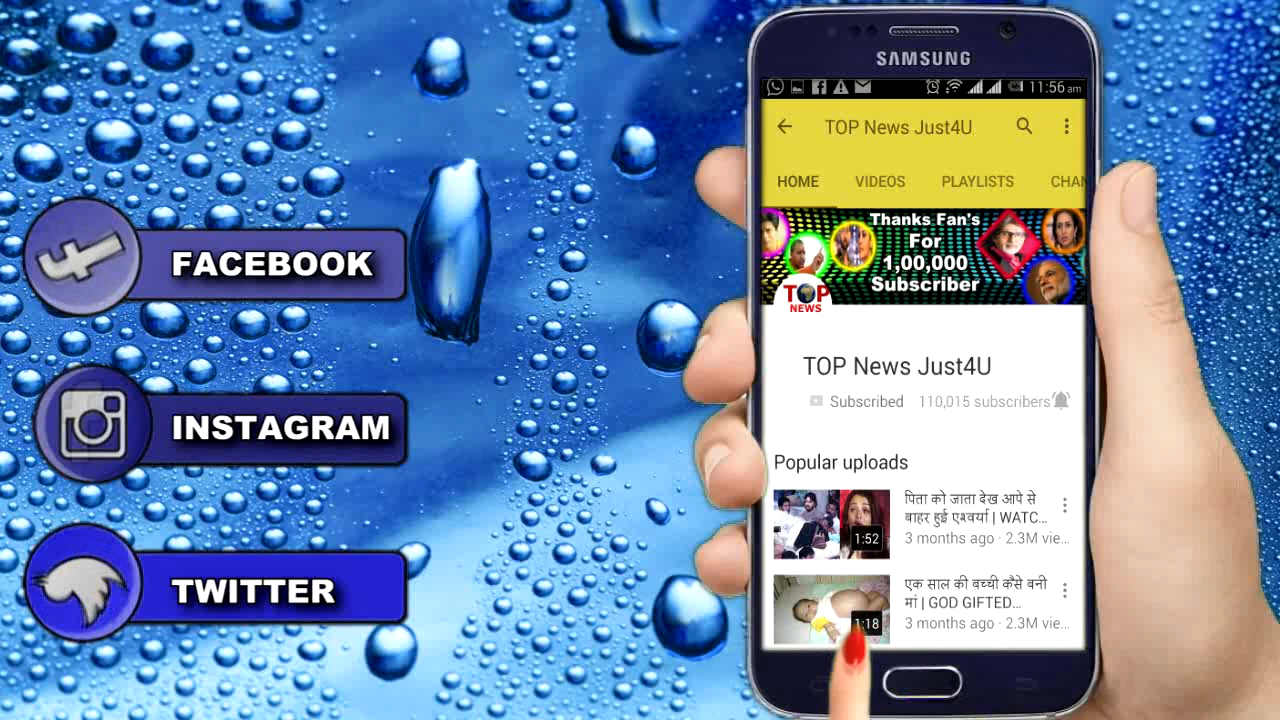 FACEBOOK
INSTAGRAM
TWITTER
SAMSUNG
11:56 am
TOP News Just4U
HOME VIDEOS PLAYLISTS CHAN
Thanks Fan's
For
1,00,000
Subscriber
TOP
NEWS
TOP News Just4U
Subscribed 110,015 subscribers
Popular uploads
पिता को जाता देख आपे से
बाहर हुई एश्वर्या | WATC...
3 months ago · 2.3M vie...
1:52
एक साल की बच्ची कैसे बनी
मां | GOD GIFTED...
3 months ago · 2.3M vie...
1:18